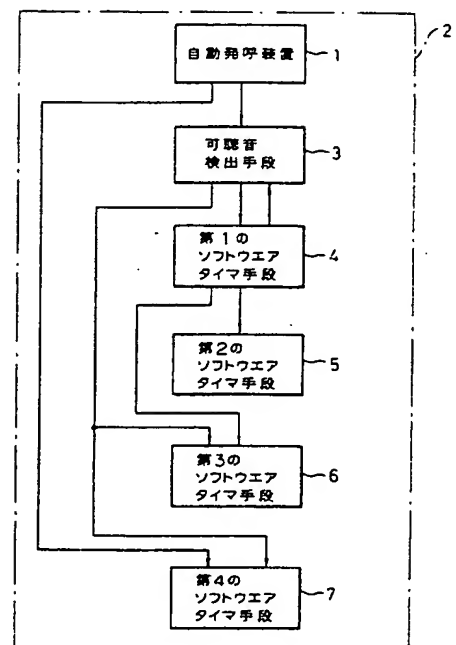 自動発呼装置
1
2
可聴音
検出手段
3
第1の
ソフトウエア
タイマ手段
4
第2の
ソフトウエア
タイマ手段
5
第3の
ソフトウエア
タイマ手段
6
第4の
ソフトウエア
タイマ手段
7